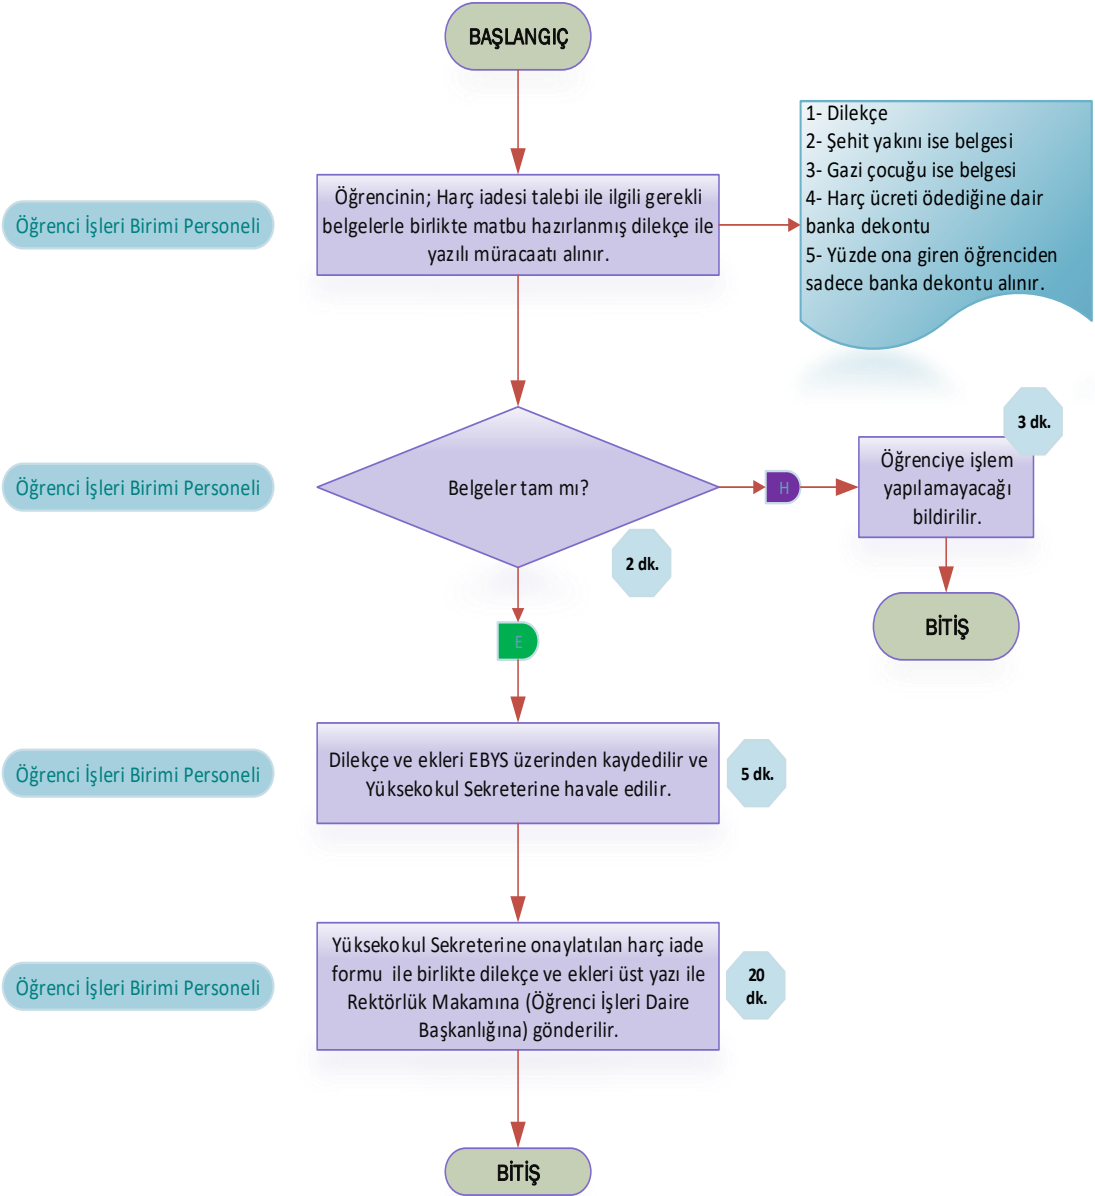 BAŞLANGIÇ
Öğrenci İşleri Birimi Personeli
Öğrencinin; Harç iadesi talebi ile ilgili gerekli
belgelerle birlikte matbu hazırlanmış dilekçe ile
yazılı müracaatı alınır.
1- Dilekçe
2- Şehit yakını ise belgesi
3- Gazi çocuğu ise belgesi
4- Harç ücreti ödediğine dair
banka dekontu
5- Yüzde ona giren öğrenciden
sadece banka dekontu alınır.
Öğrenci İşleri Birimi Personeli
Belgeler tam mı?
2 dk.
H
3 dk.
Öğrenciye işlem
yapılamayacağı
bildirilir.
BİTİŞ
E
Öğrenci İşleri Birimi Personeli
Dilekçe ve ekleri EBYS üzerinden kaydedilir ve
Yüksekokul Sekreterine havale edilir.
5 dk.
Öğrenci İşleri Birimi Personeli
Yüksekokul Sekreterine onaylatılan harç iade
formu ile birlikte dilekçe ve ekleri üst yazı ile
Rektörlük Makamına (Öğrenci İşleri Daire
Başkanlığına) gönderilir.
20
dk.
BİTİŞ